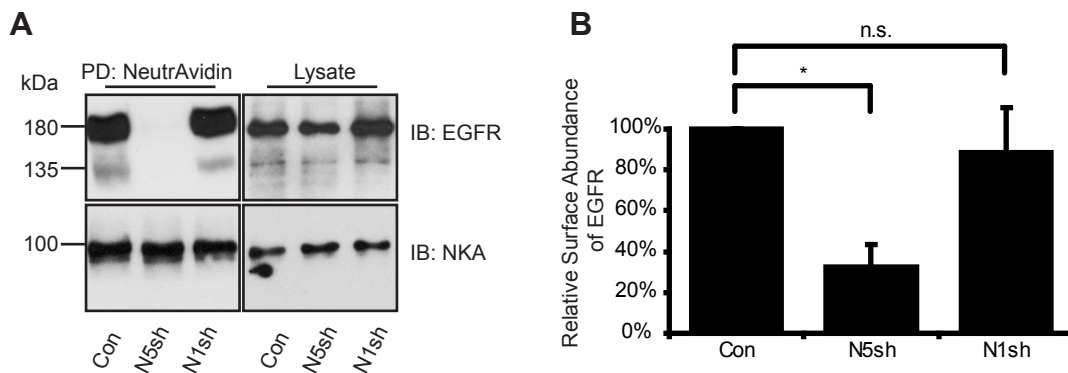 A
PD: NeutrAvidin
Lysate
kDa
180
135
100
IB: EGFR
IB: NKA
Con
N5sh
N1sh
Con
N5sh
N1sh
B
n.s.
*
Relative Surface Abundance
of EGFR
100%
80%
60%
40%
20%
0%
Con
N5sh
N1sh